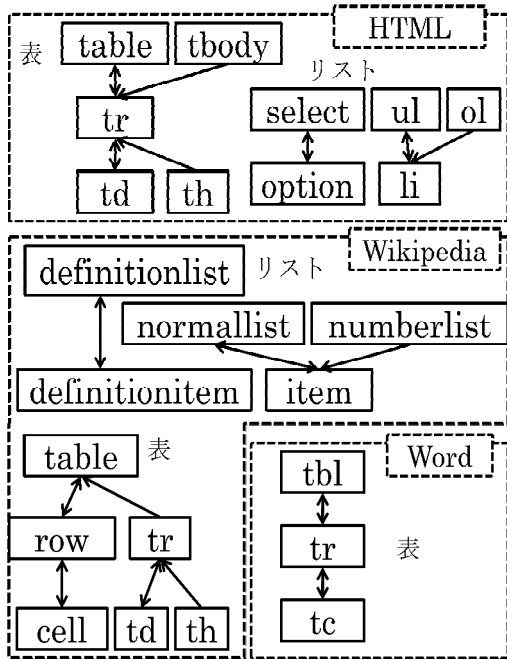 HTML
表
table tbody
リスト
tr
select ul ol
td th
option li
Wikipedia
definitionlist リスト
normallist numberlist
definitionitem item
table 表
row tr
cell td th
Word
tbl
tr 表
tc